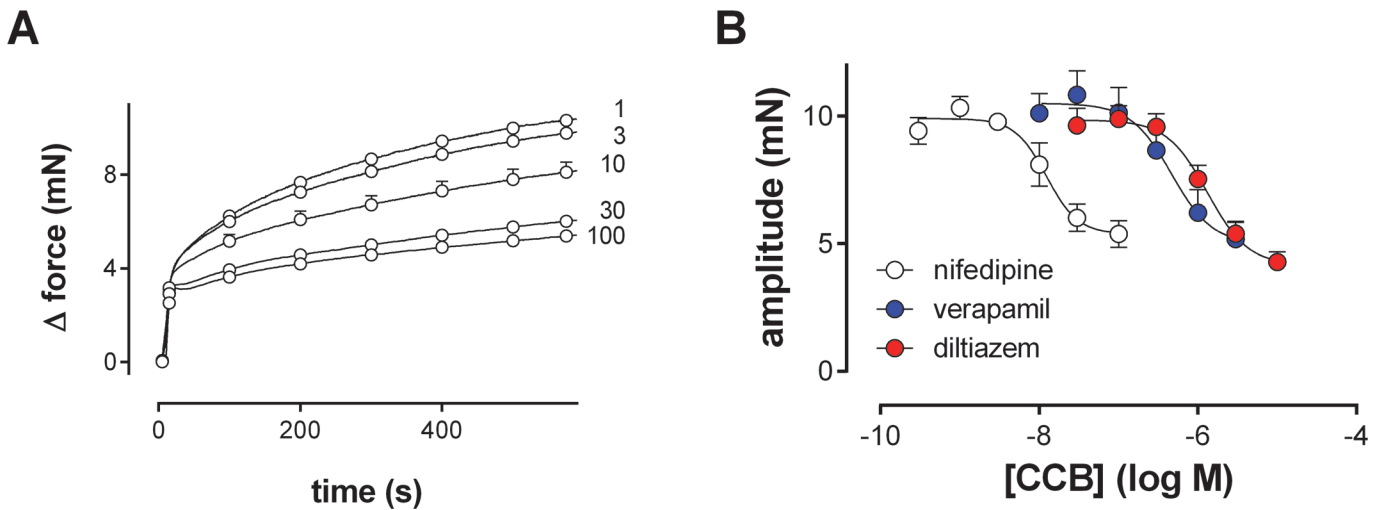 A
Δ force (mN)
8
4
0
1
3
10
30
100
0 200 400
time (s)
B
amplitude (mN)
10
5
0
nifedipine
verapamil
diltiazem
-10 -8 -6 -4
[CCB] (log M)